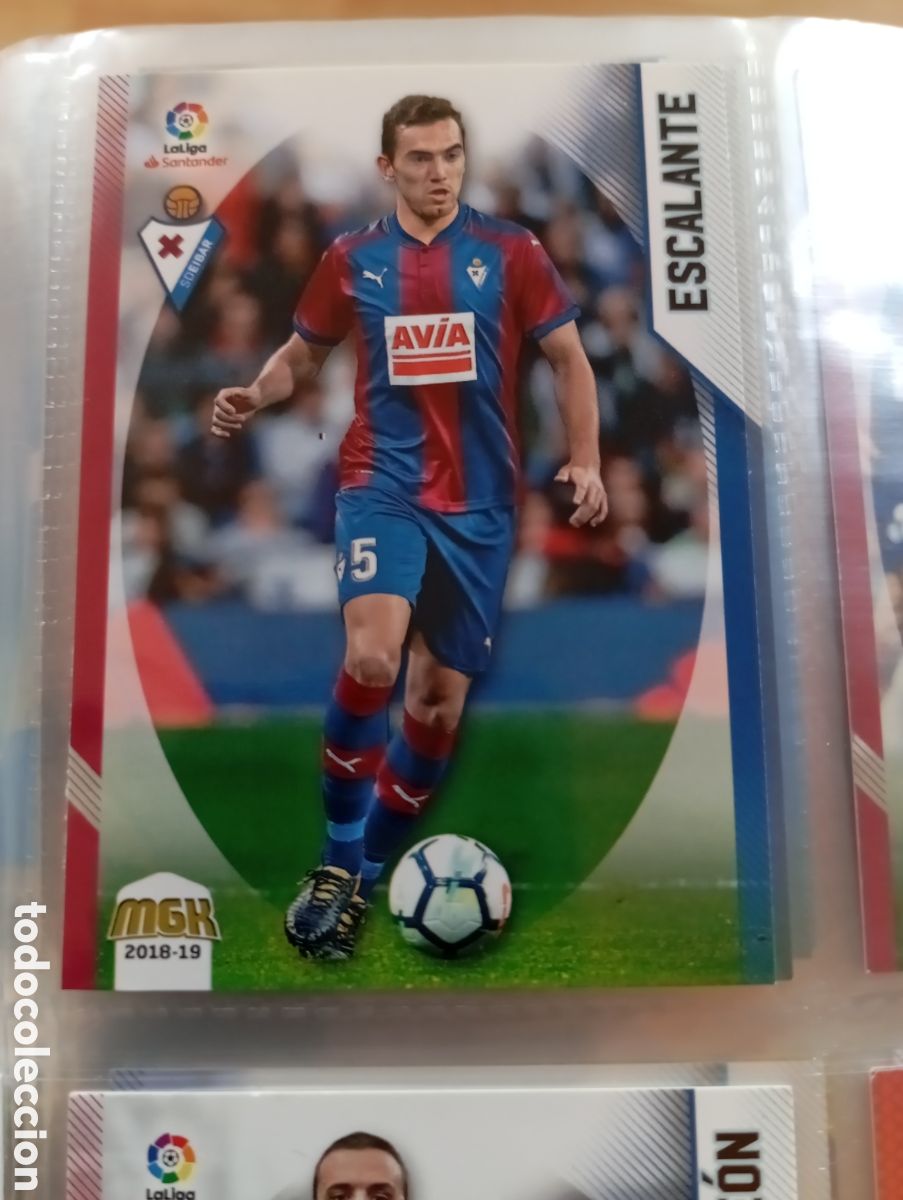 LaLiga
Santander
SD EIBAR
ESCALANTE
AVIA
5
MGK
2018-19
todocoleccion
LaLiga